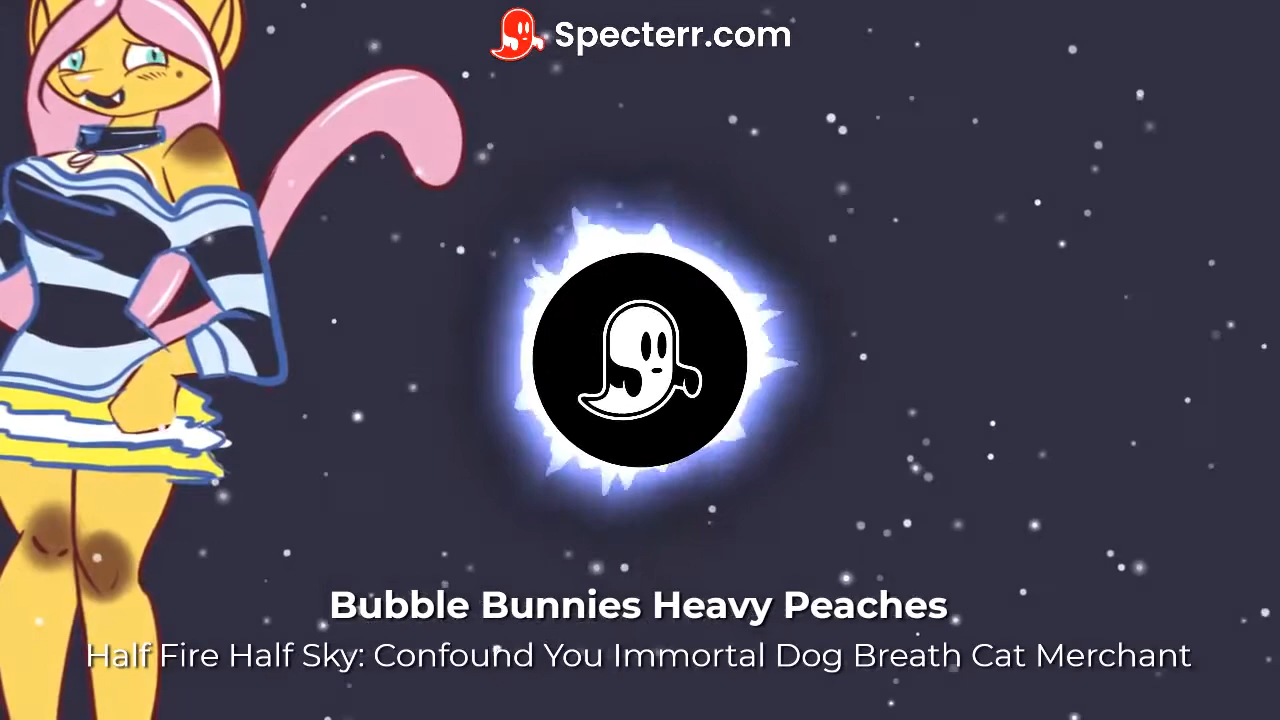 Specterr.com
Bubble Bunnies Heavy Peaches
Half Fire Half Sky: Confound You Immortal Dog Breath Cat Merchant